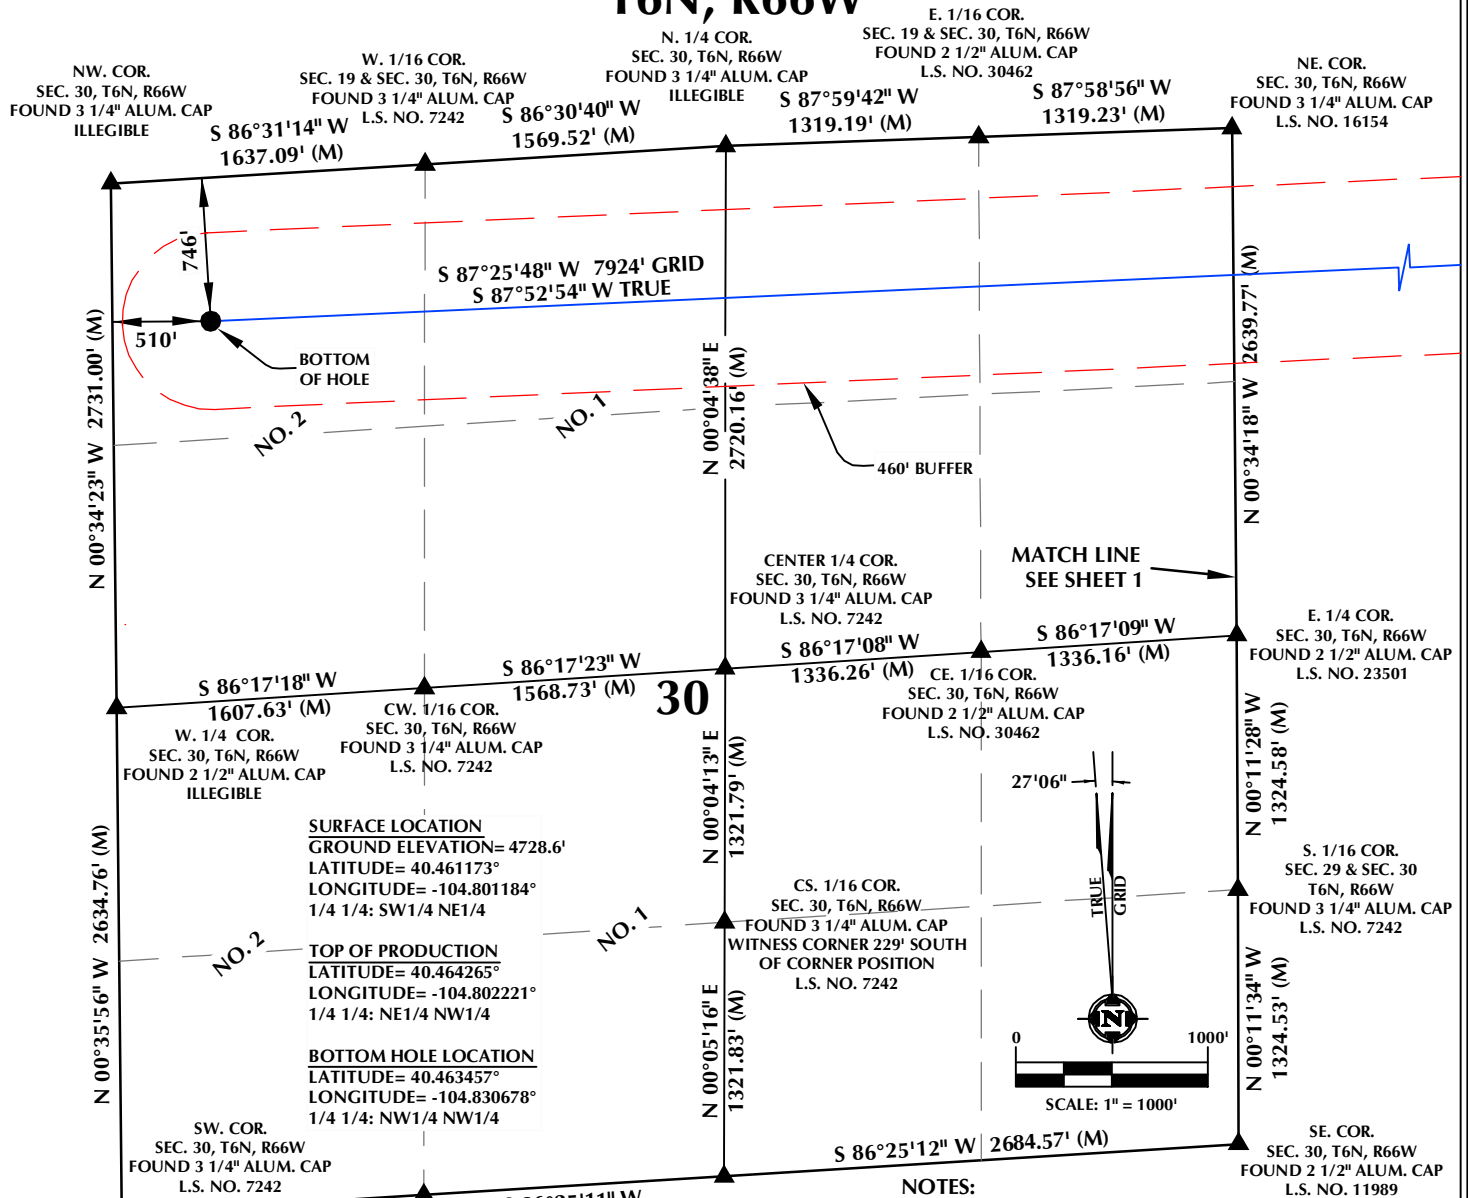 T6N, R66W
NW. COR.
SEC. 30, T6N, R66W
FOUND 3 1/4" ALUM. CAP
ILLEGIBLE
W. 1/16 COR.
SEC. 19 & SEC. 30, T6N, R66W
FOUND 3 1/4" ALUM. CAP
L.S. NO. 7242
N. 1/4 COR.
SEC. 30, T6N, R66W
FOUND 3 1/4" ALUM. CAP
ILLEGIBLE
E. 1/16 COR.
SEC. 19 & SEC. 30, T6N, R66W
FOUND 2 1/2" ALUM. CAP
L.S. NO. 30462
NE. COR.
SEC. 30, T6N, R66W
FOUND 3 1/4" ALUM. CAP
L.S. NO. 16154
S 86°31'14" W
1637.09' (M)
S 86°30'40" W
1569.52' (M)
S 87°59'42" W
1319.19' (M)
S 87°58'56" W
1319.23' (M)
746'
510'
BOTTOM
OF HOLE
S 87°25'48" W 7924' GRID
S 87°52'54" W TRUE
N 00°34'23" W 2731.00' (M)
N 00°04'38" E
2720.16' (M)
N 00°34'18" W 2639.77' (M)
NO. 2
NO. 1
460' BUFFER
MATCH LINE
SEE SHEET 1
CENTER 1/4 COR.
SEC. 30, T6N, R66W
FOUND 3 1/4" ALUM. CAP
L.S. NO. 7242
S 86°17'18" W
1607.63' (M)
S 86°17'23" W
1568.73' (M)
S 86°17'08" W
1336.26' (M)
S 86°17'09" W
1336.16' (M)
30
E. 1/4 COR.
SEC. 30, T6N, R66W
FOUND 2 1/2" ALUM. CAP
L.S. NO. 23501
W. 1/4 COR.
SEC. 30, T6N, R66W
FOUND 2 1/2" ALUM. CAP
ILLEGIBLE
CW. 1/16 COR.
SEC. 30, T6N, R66W
FOUND 3 1/4" ALUM. CAP
L.S. NO. 7242
CE. 1/16 COR.
SEC. 30, T6N, R66W
FOUND 2 1/2" ALUM. CAP
L.S. NO. 30462
N 00°35'56" W 2634.76' (M)
N 00°04'13" E
1321.79' (M)
N 00°11'28" W
1324.58' (M)
27'06"
TRUE
GRID
N
SURFACE LOCATION
GROUND ELEVATION= 4728.6'
LATITUDE= 40.461173°
LONGITUDE= -104.801184°
1/4 1/4: SW1/4 NE1/4
TOP OF PRODUCTION
LATITUDE= 40.464265°
LONGITUDE= -104.802221°
1/4 1/4: NE1/4 NW1/4
BOTTOM HOLE LOCATION
LATITUDE= 40.463457°
LONGITUDE= -104.830678°
1/4 1/4: NW1/4 NW1/4
NO. 2
NO. 1
CS. 1/16 COR.
SEC. 30, T6N, R66W
FOUND 3 1/4" ALUM. CAP
WITNESS CORNER 229' SOUTH
OF CORNER POSITION
L.S. NO. 7242
S. 1/16 COR.
SEC. 29 & SEC. 30
T6N, R66W
FOUND 3 1/4" ALUM. CAP
L.S. NO. 7242
N 00°05'16" E
1321.83' (M)
N 00°11'34" W
1324.53' (M)
0 1000'
SCALE: 1" = 1000'
SW. COR.
SEC. 30, T6N, R66W
FOUND 3 1/4" ALUM. CAP
L.S. NO. 7242
S 86°25'12" W 2684.57' (M)
SE. COR.
SEC. 30, T6N, R66W
FOUND 2 1/2" ALUM. CAP
L.S. NO. 11989
NOTES: